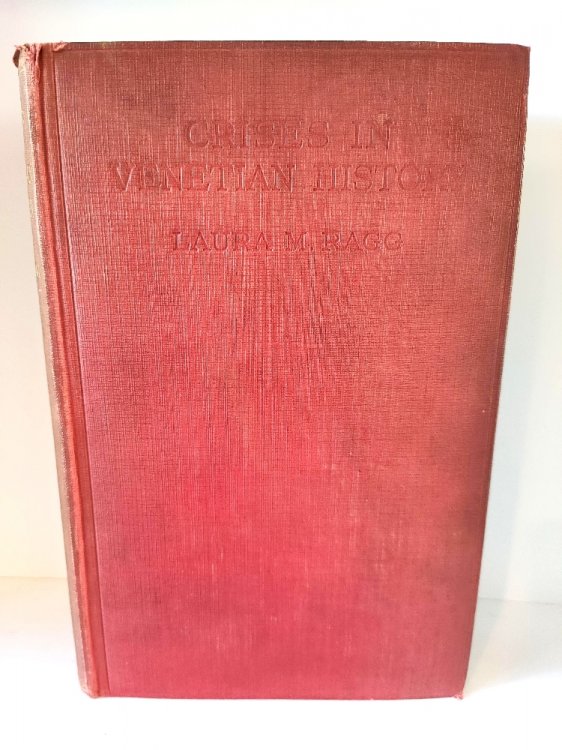 CRISES IN
VENETIAN HISTORY
LAURA M. RAGG